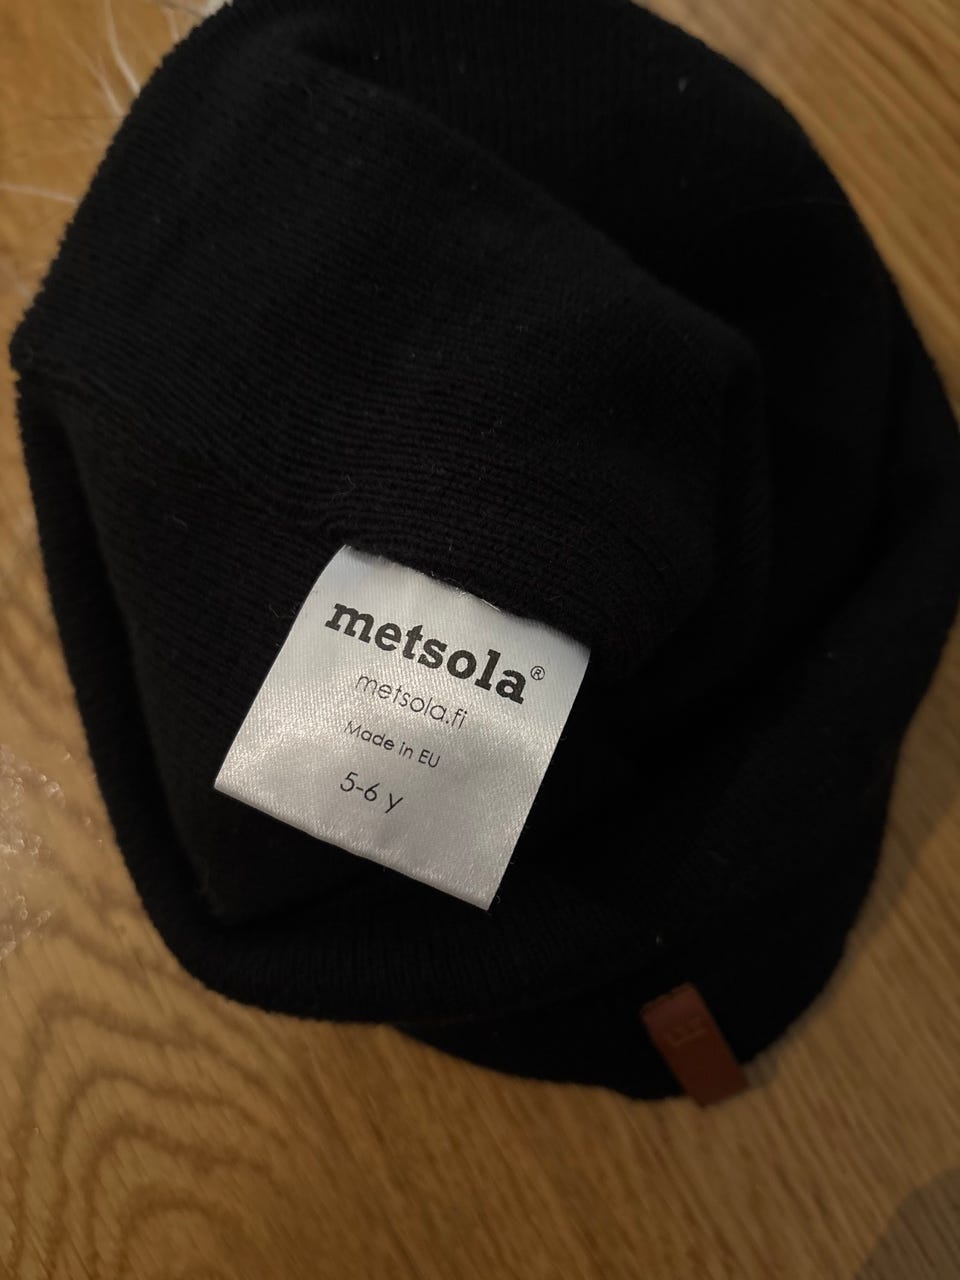 metsola®
metsola.fi
Made in EU
5-6 y